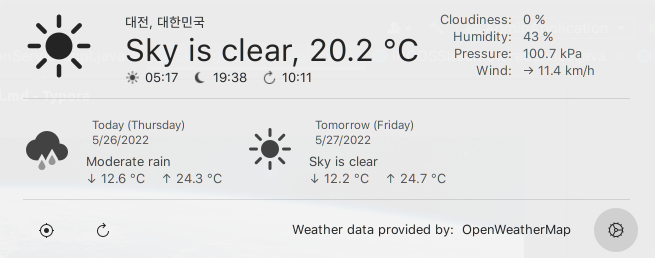 대전, 대한민국
Sky is clear, 20.2 °C
05:17 19:38 10:11
Cloudiness: 0 %
Humidity: 43 %
Pressure: 100.7 kPa
Wind: → 11.4 km/h
Today (Thursday)
5/26/2022
Moderate rain
↓ 12.6 °C ↑ 24.3 °C
Tomorrow (Friday)
5/27/2022
Sky is clear
↓ 12.2 °C ↑ 24.7 °C
Weather data provided by: OpenWeatherMap